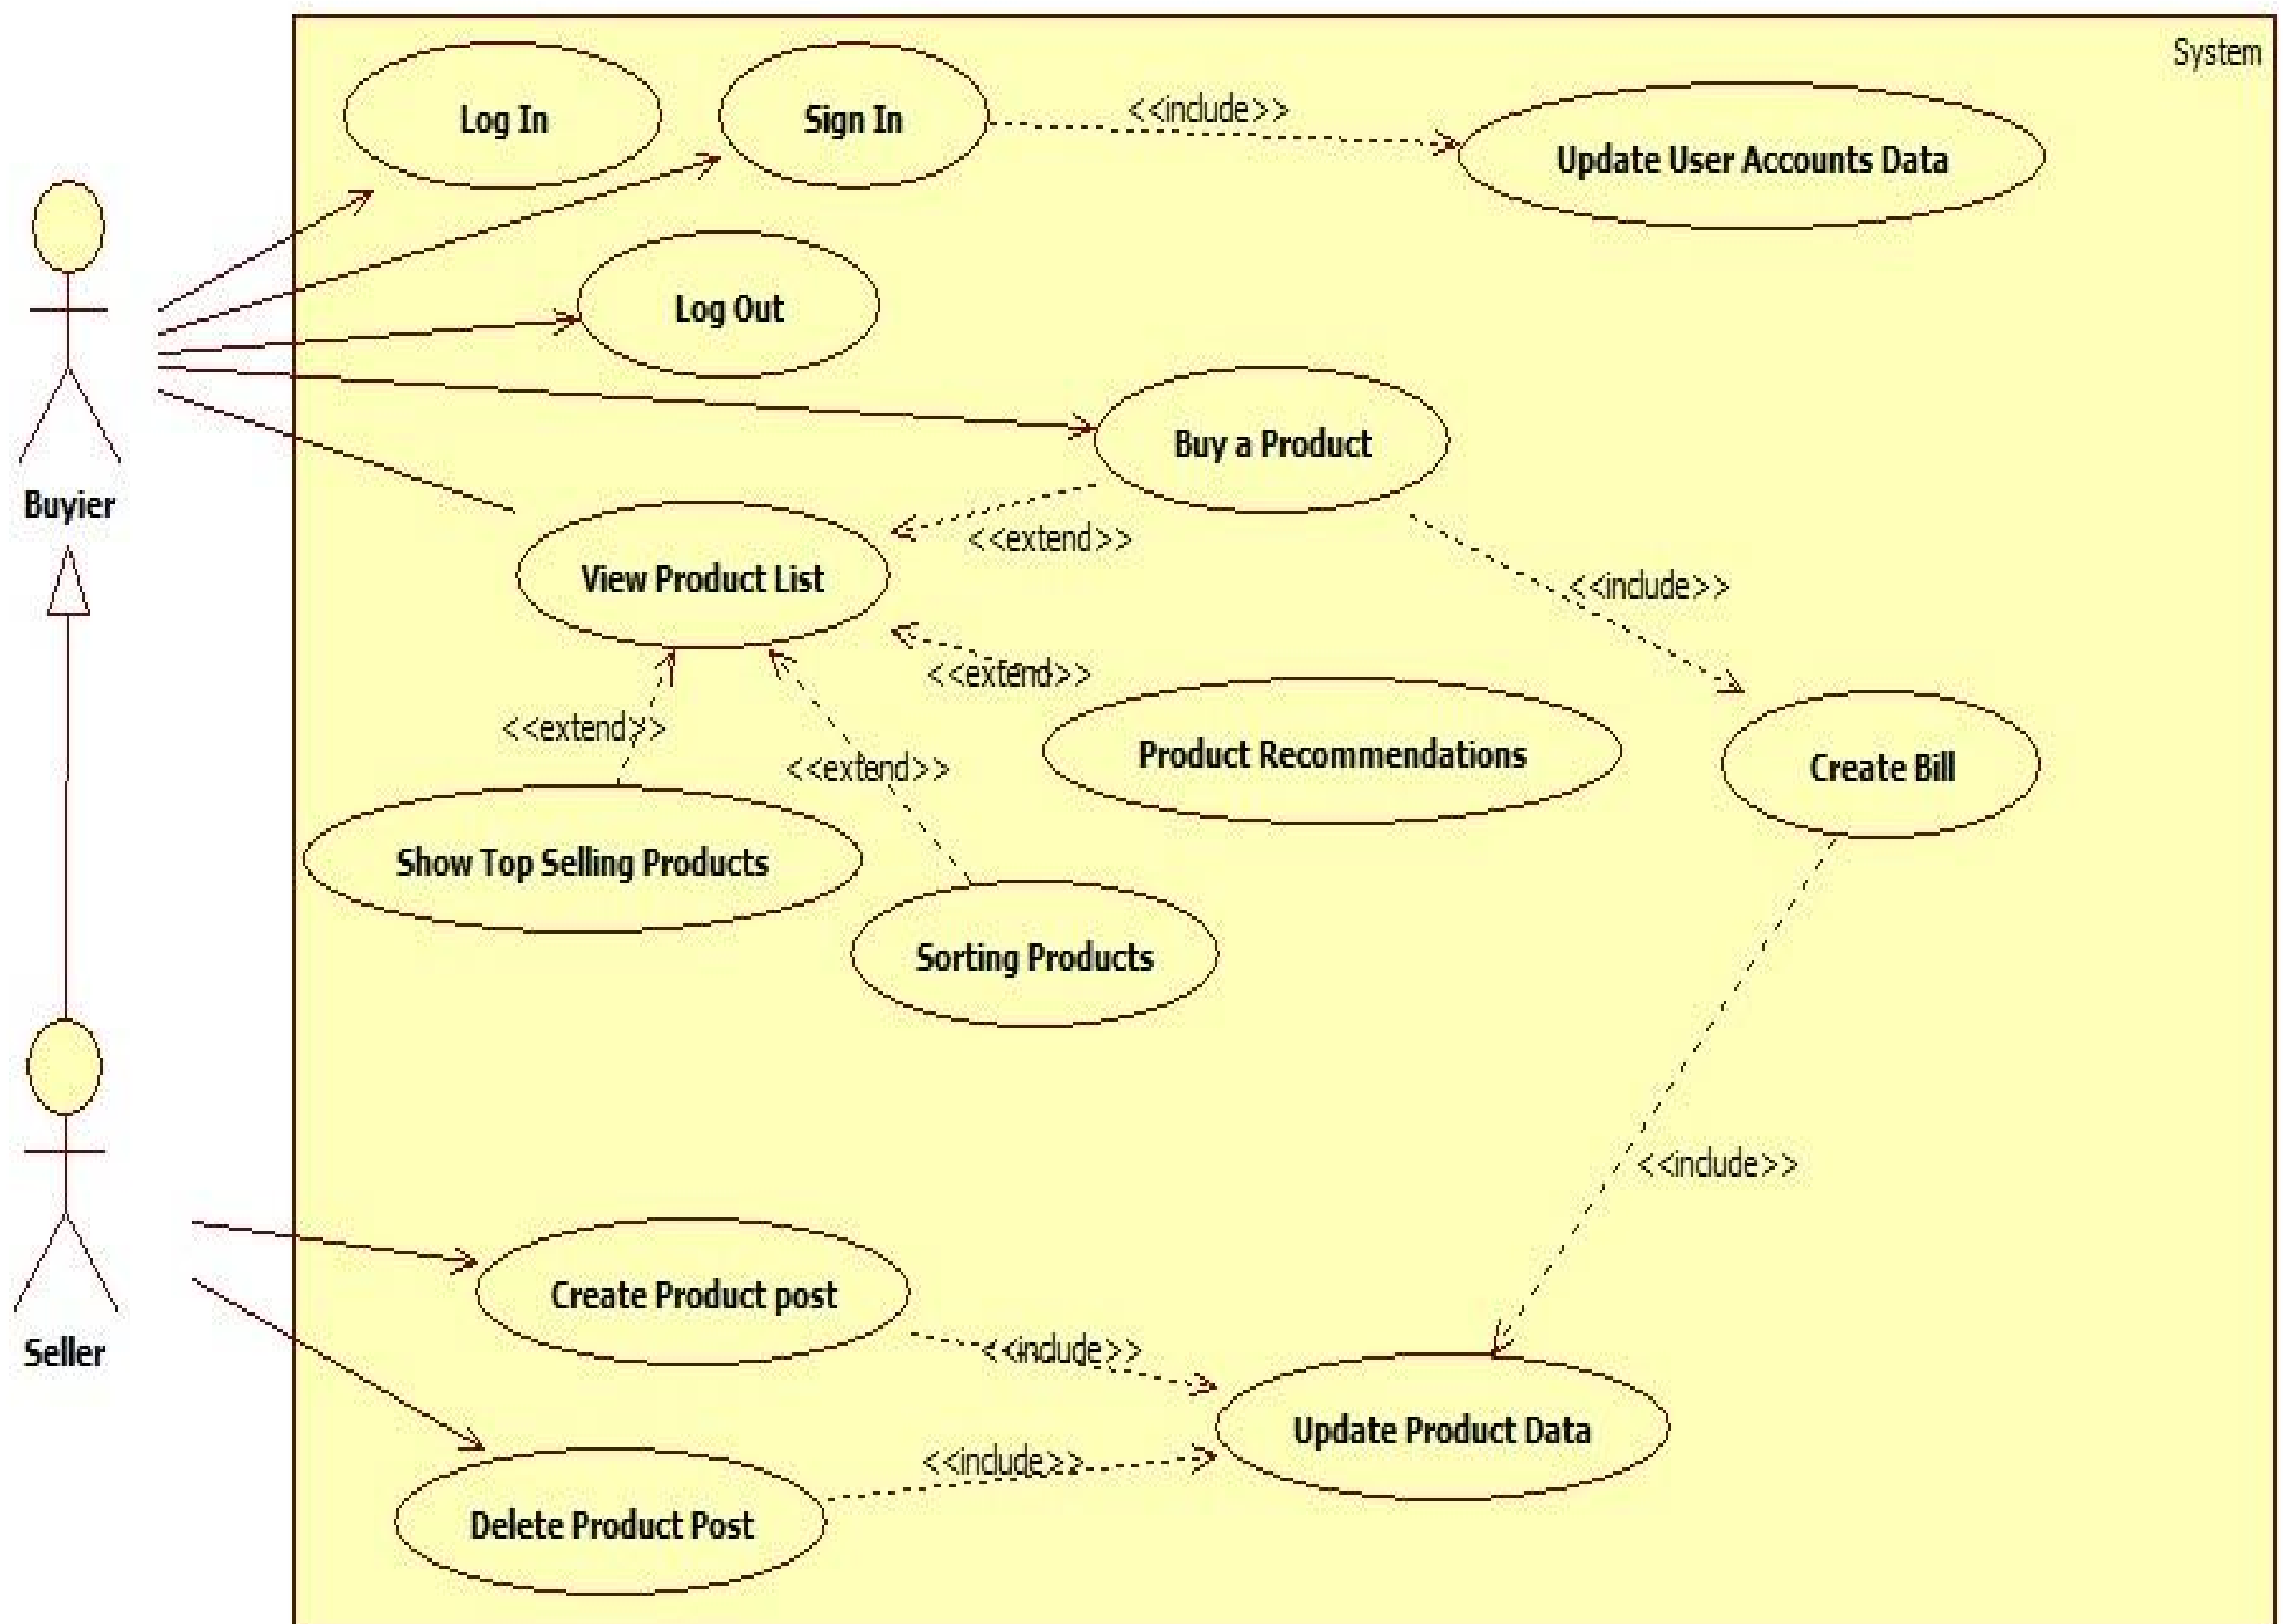 System
Log In
Sign In
<<include>>
Update User Accounts Data
Log Out
Buy a Product
Buyier
<<extend>>
View Product List
<<include>>
<<extend>>
<<extend>>
<<extend>>
Product Recommendations
Create Bill
Show Top Selling Products
Sorting Products
<<include>>
Create Product post
Seller
<<include>>
Update Product Data
<<include>>
Delete Product Post